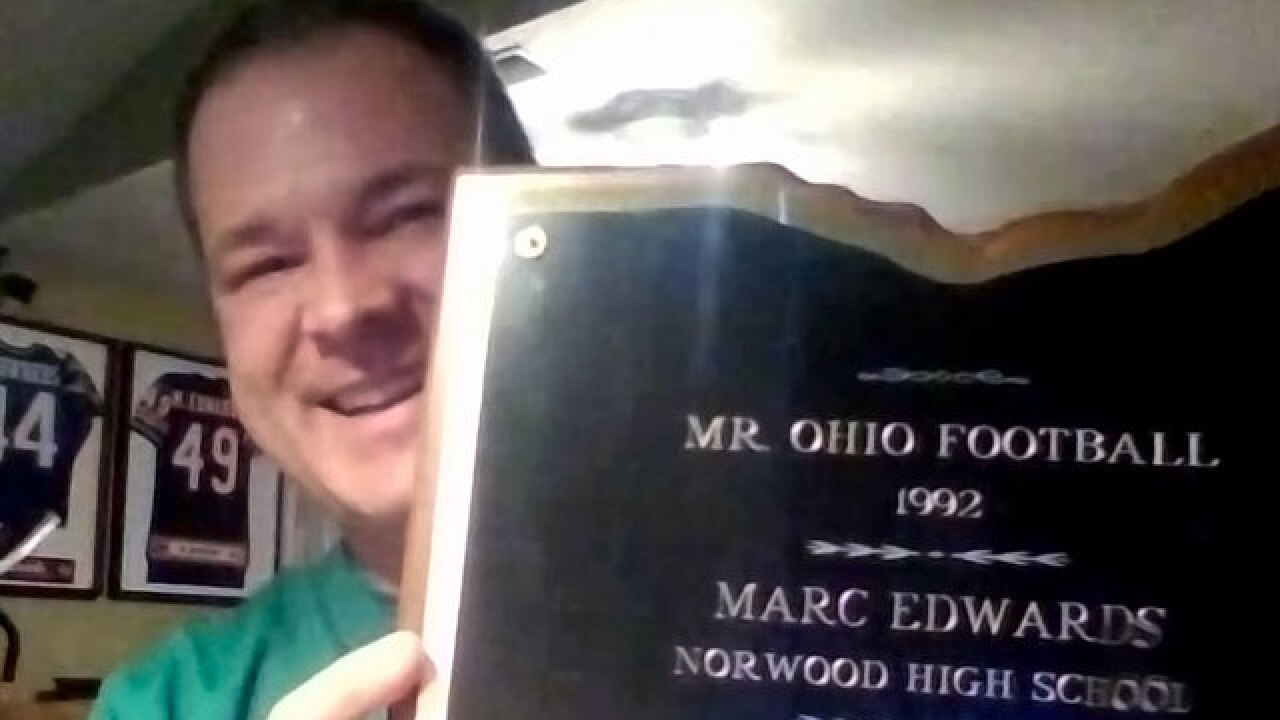 44
49
MR. OHIO FOOTBALL
1992
MARC EDWARDS
NORWOOD HIGH SCHOOL